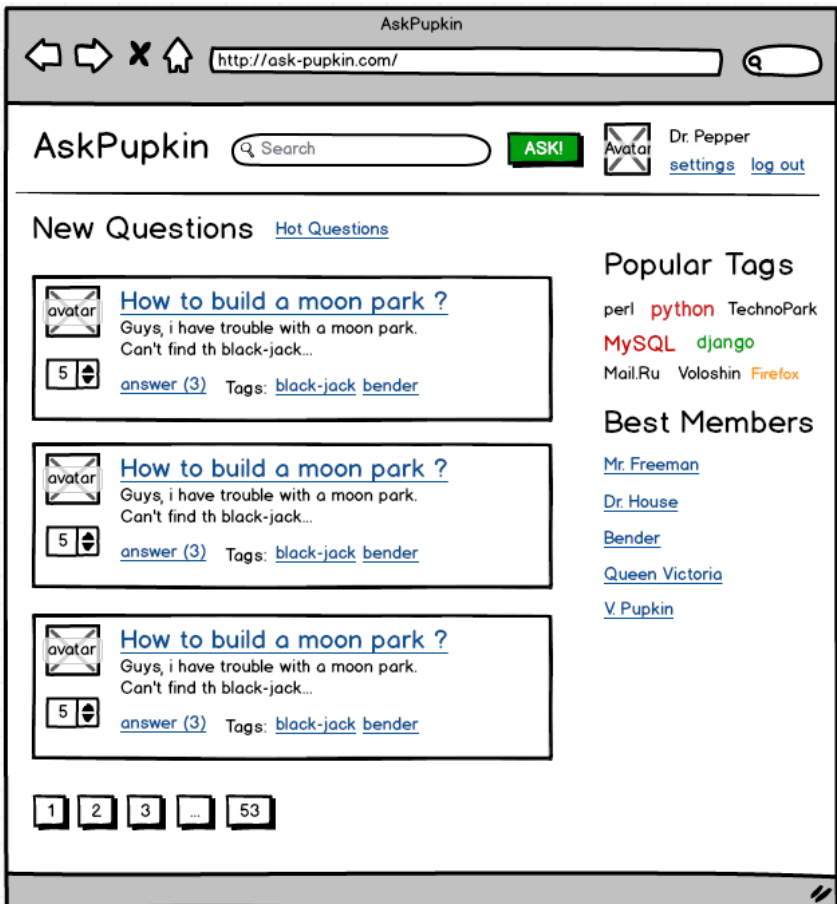 AskPupkin
http://ask-pupkin.com/
AskPupkin Search ASK! Avatar Dr. Pepper
settings log out
New Questions Hot Questions
avatar How to build a moon park ?
Guys, i have trouble with a moon park.
Can't find th black-jack...
5 answer (3) Tags: black-jack bender
avatar How to build a moon park ?
Guys, i have trouble with a moon park.
Can't find th black-jack...
5 answer (3) Tags: black-jack bender
avatar How to build a moon park ?
Guys, i have trouble with a moon park.
Can't find th black-jack...
5 answer (3) Tags: black-jack bender
1 2 3 ... 53
Popular Tags
perl python TechnoPark
MySQL django
Mail.Ru Voloshin Firefox
Best Members
Mr. Freeman
Dr. House
Bender
Queen Victoria
V. Pupkin